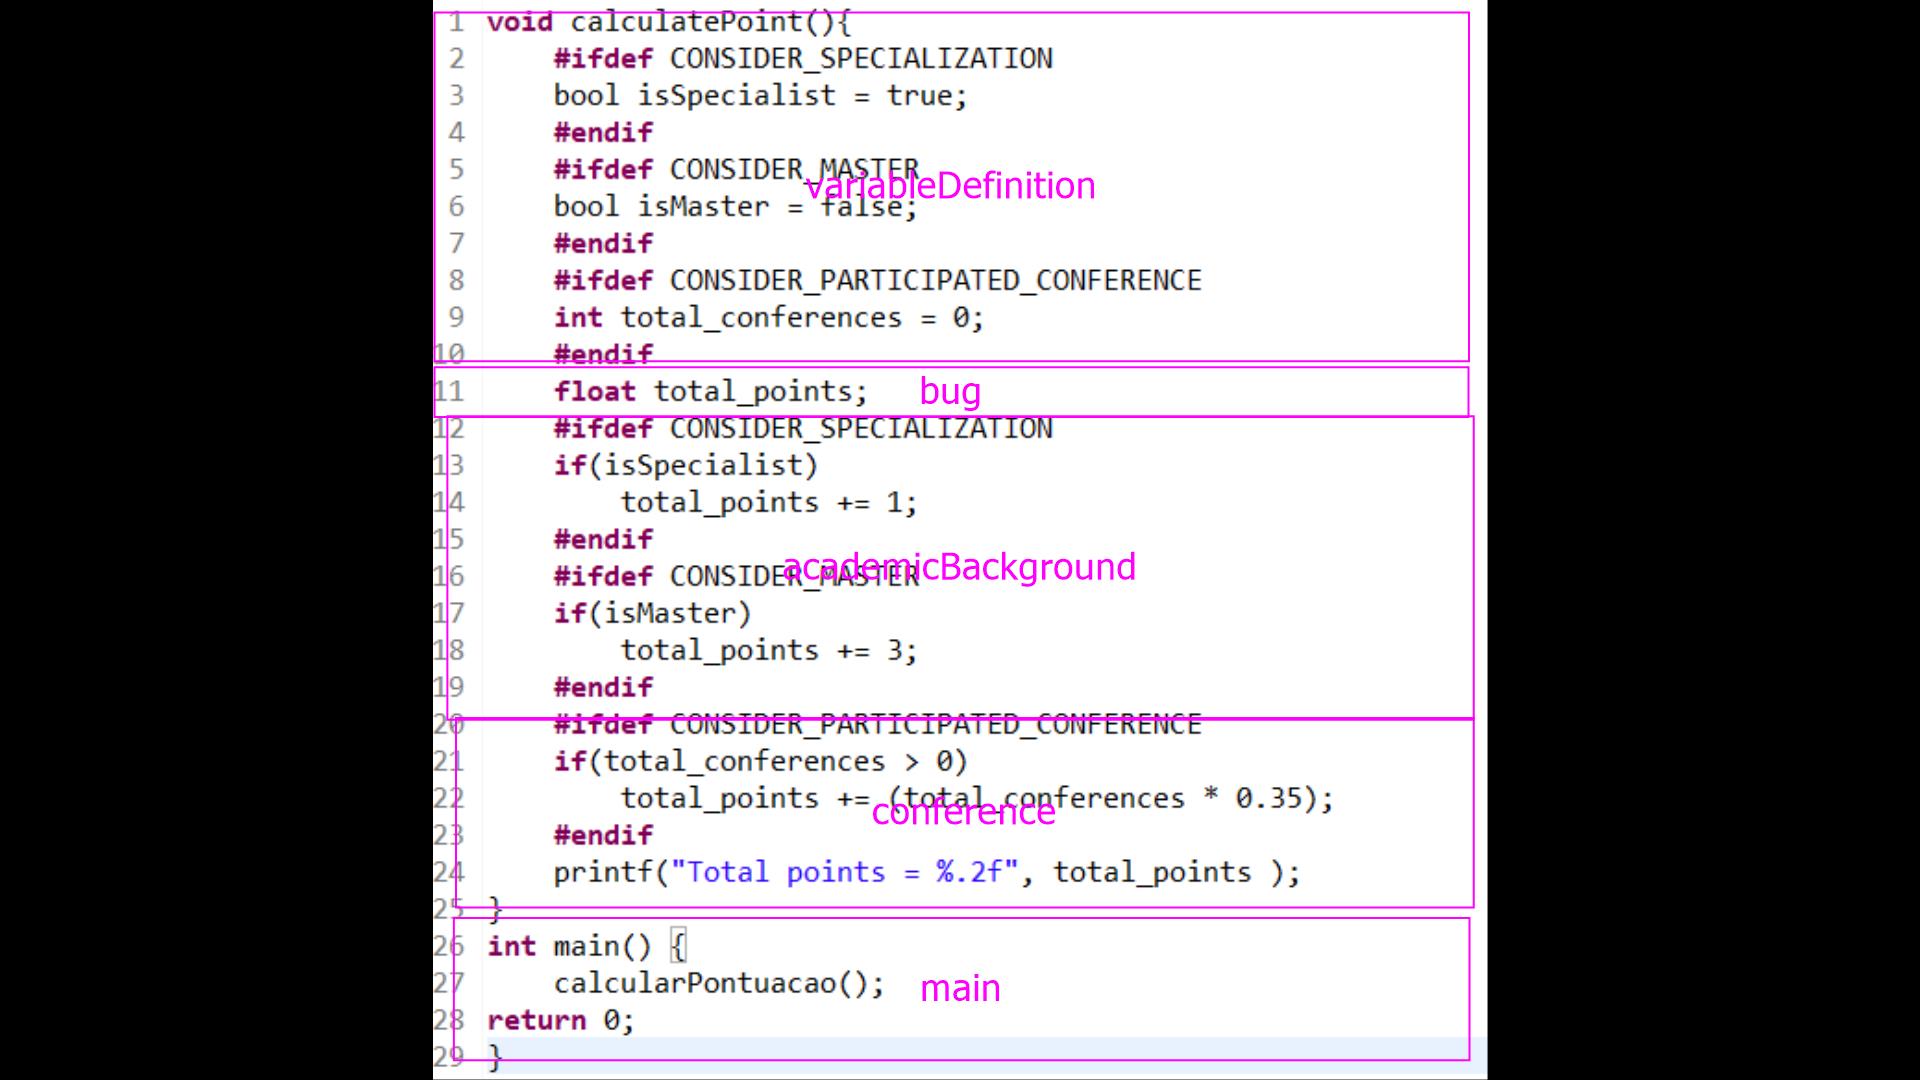 1 void calculatePoint(){
2 #ifdef CONSIDER_SPECIALIZATION
3 bool isSpecialist = true;
4 #endif
5 #ifdef CONSIDER_MASTER
variableDefinition
6 bool isMaster = false;
7 #endif
8 #ifdef CONSIDER_PARTICIPATED_CONFERENCE
9 int total_conferences = 0;
10 #endif
11 float total_points; bug
12 #ifdef CONSIDER_SPECIALIZATION
13 if(isSpecialist)
14 total_points += 1;
15 #endif
academicBackground
16 #ifdef CONSIDER_MASTER
17 if(isMaster)
18 total_points += 3;
19 #endif
20 #ifdef CONSIDER_PARTICIPATED_CONFERENCE
21 if(total_conferences > 0)
22 total_points += (total_conferences * 0.35);
conference
23 #endif
24 printf("Total points = %.2f", total_points );
25 }
26 int main() {
27 calcularPontuacao(); main
28 return 0;
29 }